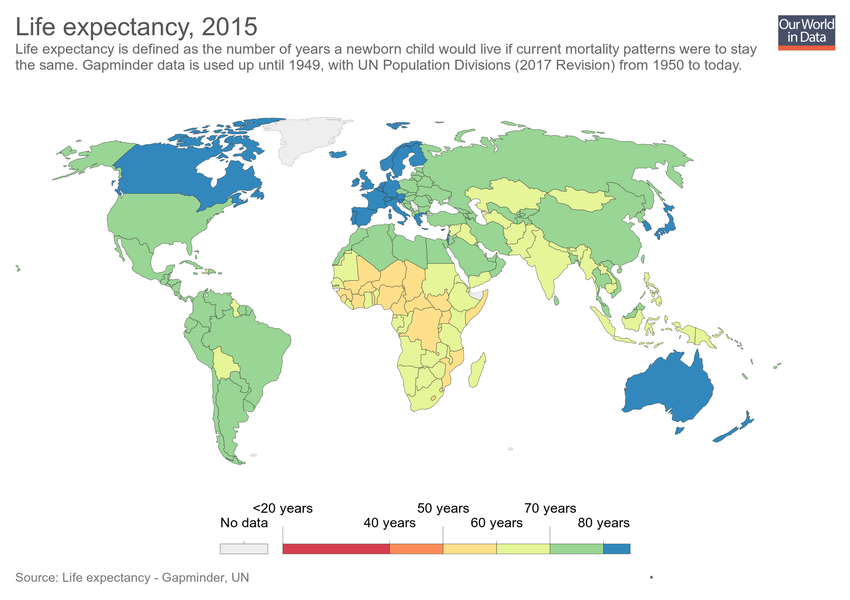 Life expectancy, 2015
Our World
in Data
Life expectancy is defined as the number of years a newborn child would live if current mortality patterns were to stay
the same. Gapminder data is used up until 1949, with UN Population Divisions (2017 Revision) from 1950 to today.
<20 years 50 years 70 years
No data 40 years 60 years 80 years
Source: Life expectancy - Gapminder, UN